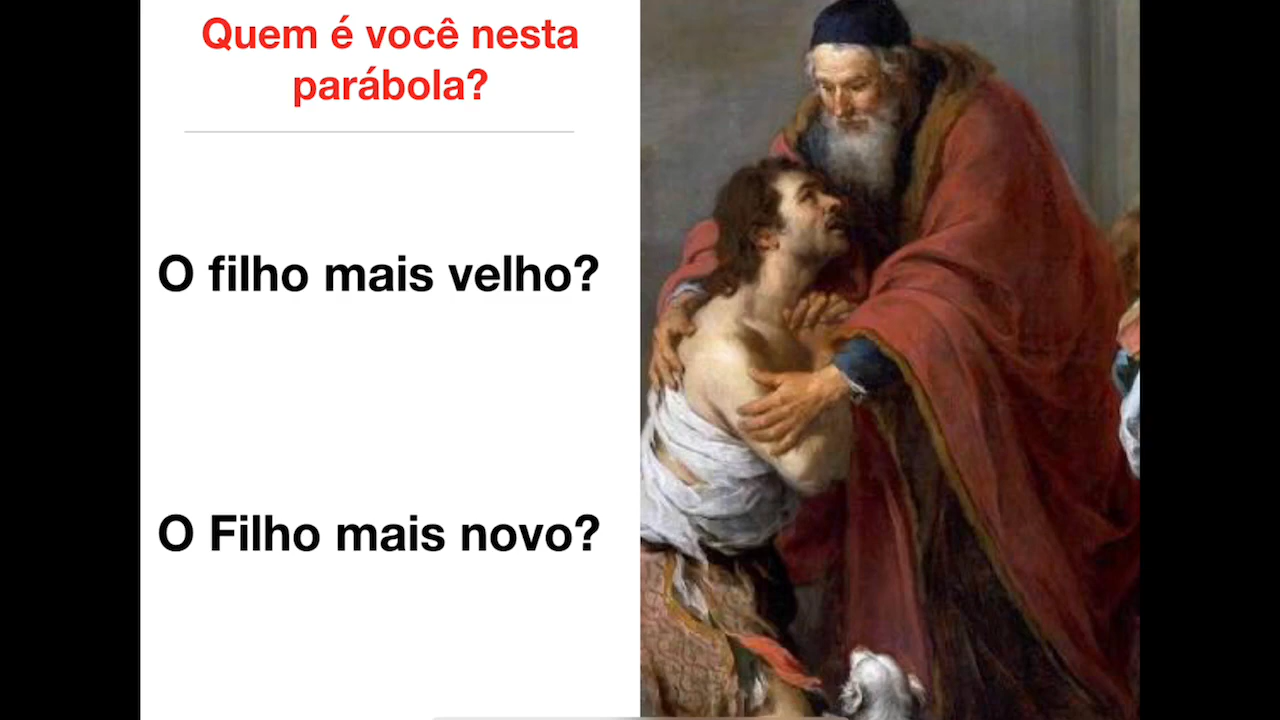 Quem é você nesta
parábola?
O filho mais velho?
O Filho mais novo?